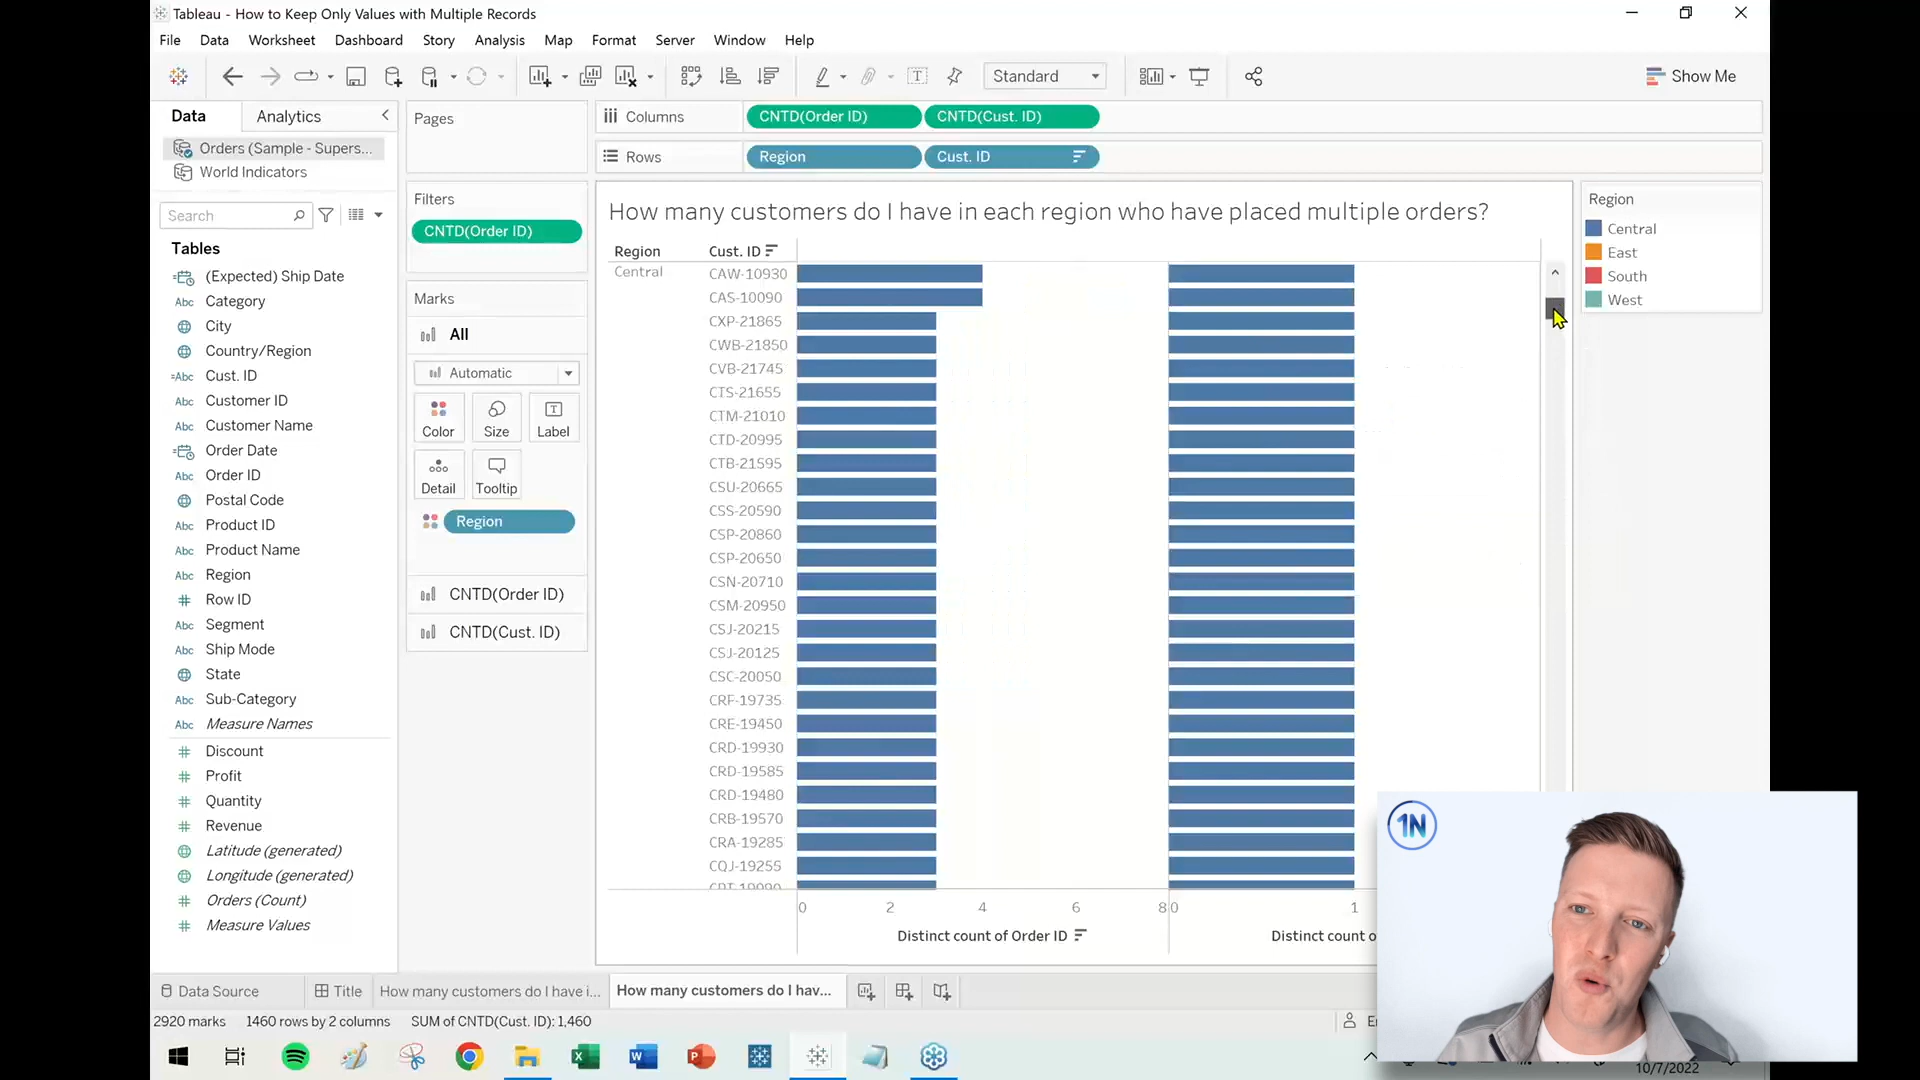 Tableau - How to Keep Only Values with Multiple Records
File Data Worksheet Dashboard Story Analysis Map Format Server Window Help
Standard
Show Me
Data Analytics
Orders (Sample - Supers...
World Indicators
Search
Tables
(Expected) Ship Date
Category
City
Country/Region
Cust. ID
Customer ID
Customer Name
Order Date
Order ID
Postal Code
Product ID
Product Name
Region
Row ID
Segment
Ship Mode
State
Sub-Category
Measure Names
Discount
Profit
Quantity
Revenue
Latitude (generated)
Longitude (generated)
Orders (Count)
Measure Values
Pages
Filters
CNTD(Order ID)
Marks
All
Automatic
Color Size Label
Detail Tooltip
Region
CNTD(Order ID)
CNTD(Cust. ID)
Columns CNTD(Order ID) CNTD(Cust. ID)
Rows Region Cust. ID
How many customers do I have in each region who have placed multiple orders?
Region Cust. ID
Central CAW-10930
CAS-10090
CXP-21865
CWB-21850
CVB-21745
CTS-21655
CTM-21010
CTD-20995
CTB-21595
CSU-20665
CSS-20590
CSP-20860
CSP-20650
CSN-20710
CSM-20950
CSJ-20215
CSJ-20125
CSC-20050
CRF-19735
CRE-19450
CRD-19930
CRD-19585
CRD-19480
CRB-19570
CRA-19285
CQJ-19255
0 2 4 6 8 0 1
Distinct count of Order ID Distinct count o
Region
Central
East
South
West
1N
Data Source Title How many customers do I have i... How many customers do I hav...
2920 marks 1460 rows by 2 columns SUM of CNTD(Cust. ID): 1,460
10/7/2022